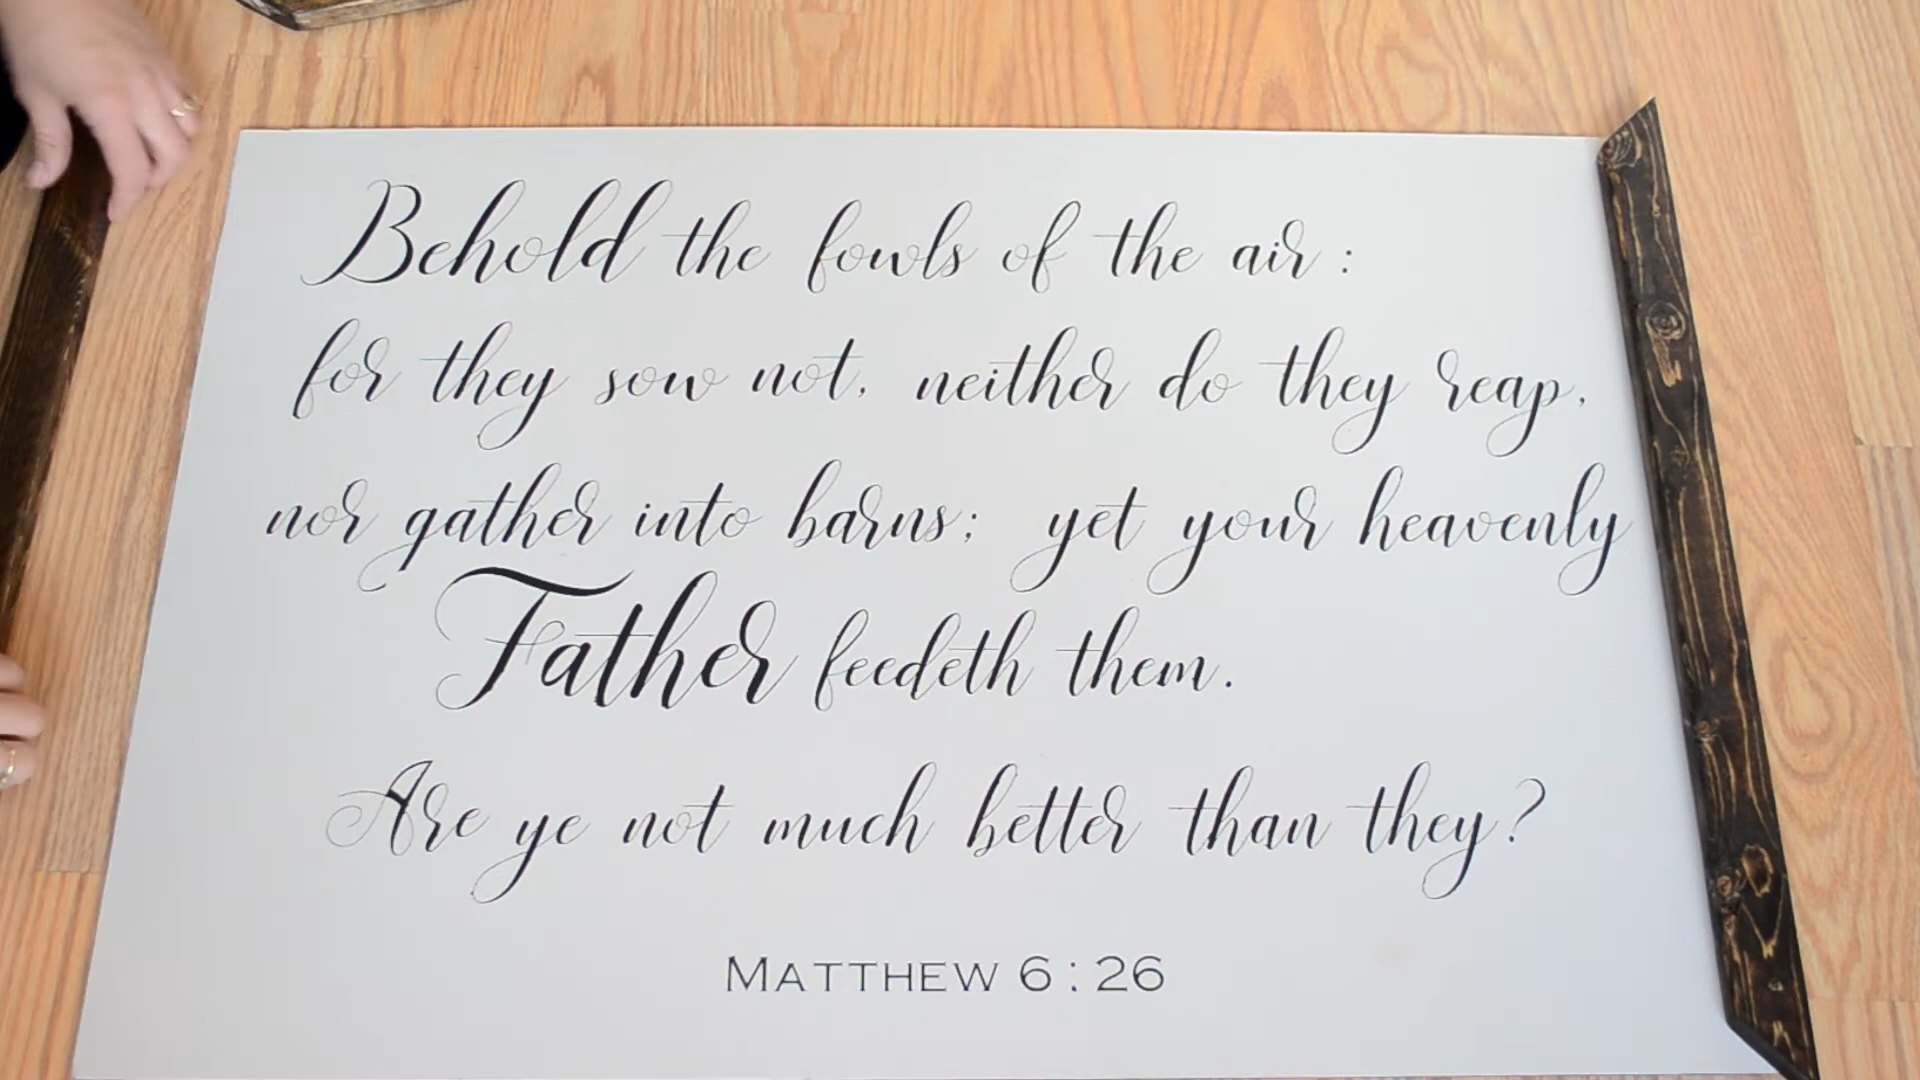 Behold the fowls of the air :
for they sow not, neither do they reap,
nor gather into barns; yet your heavenly
Father feedeth them.
Are ye not much better than they?
MATTHEW 6 : 26